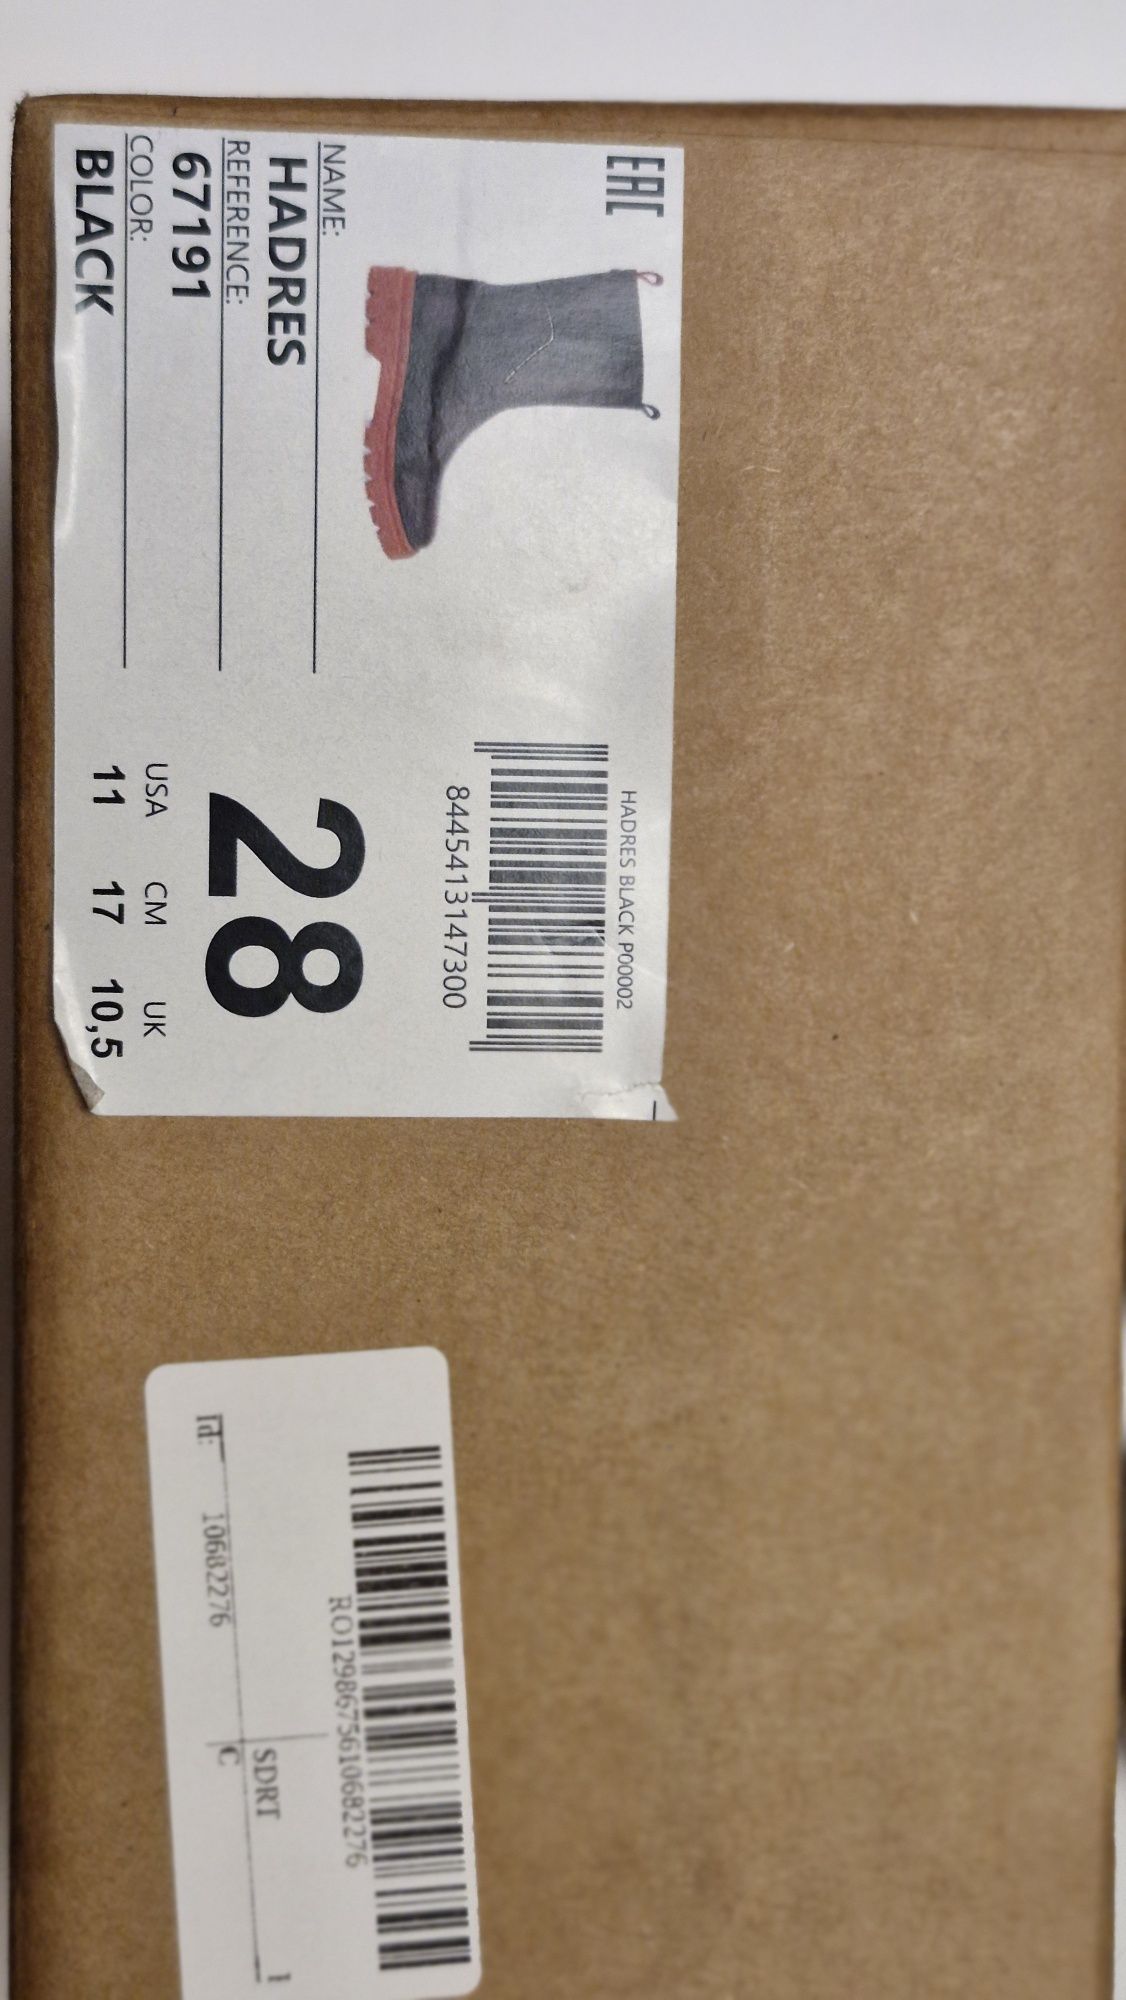 EAC
HADRES BLACK P00002
8445413147300
NAME:
HADRES
REFERENCE:
67191
COLOR:
BLACK
28
USA CM UK
11 17 10,5
RO1298675610682276
SDRT 1
Id: 10682276 C